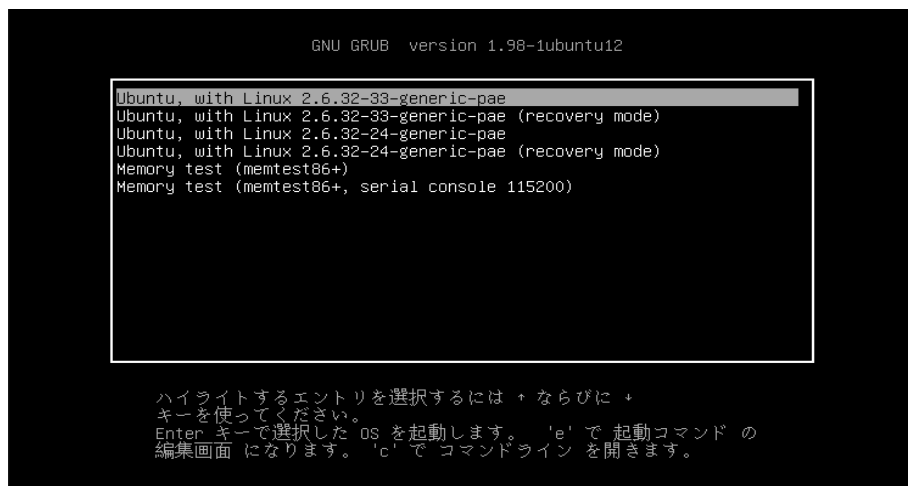 GNU GRUB  version 1.98-1ubuntu12
Ubuntu, with Linux 2.6.32-33-generic-pae
Ubuntu, with Linux 2.6.32-33-generic-pae (recovery mode)
Ubuntu, with Linux 2.6.32-24-generic-pae
Ubuntu, with Linux 2.6.32-24-generic-pae (recovery mode)
Memory test (memtest86+)
Memory test (memtest86+, serial console 115200)
ハイライトするエントリを選択するには ↑ ならびに ↓
キーを使ってください。
Enter キーで選択した OS を起動します。 'e' で 起動コマンド の
編集画面 になります。 'c' で コマンドライン を開きます。